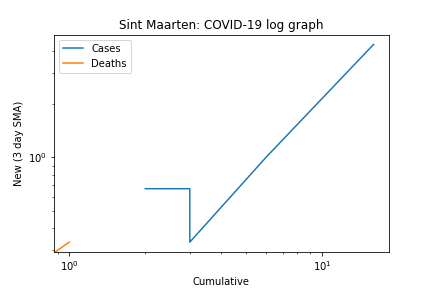 Sint Maarten: COVID-19 log graph
Cases
Deaths
New (3 day SMA)
10⁰
10⁰
10¹
Cumulative